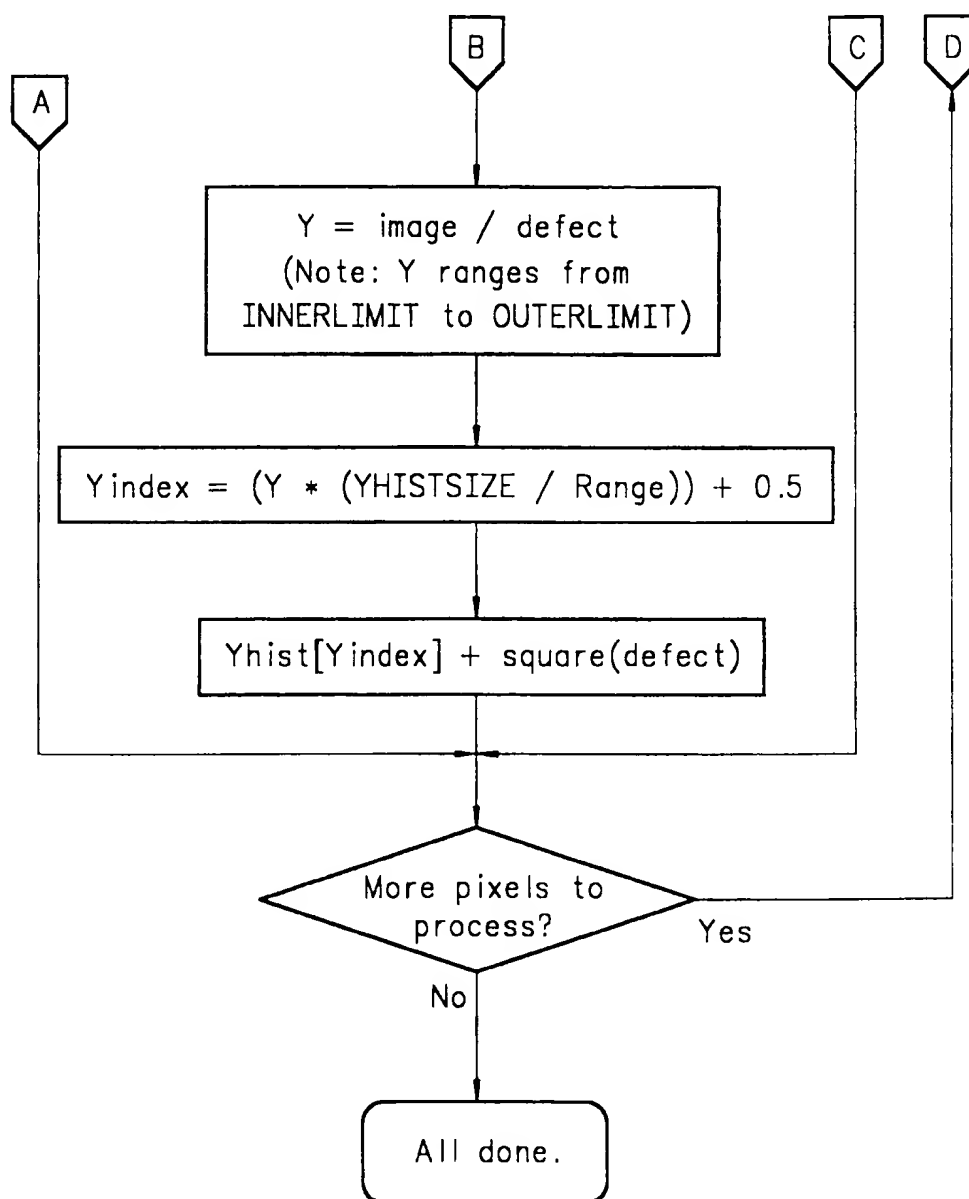 A
B
C
D
Y = image / defect
(Note: Y ranges from
INNERLIMIT to OUTERLIMIT)
Yindex = (Y * (YHISTSIZE / Range)) + 0.5
Yhist[Yindex] + square(defect)
More pixels to
process?
Yes
No
All done.